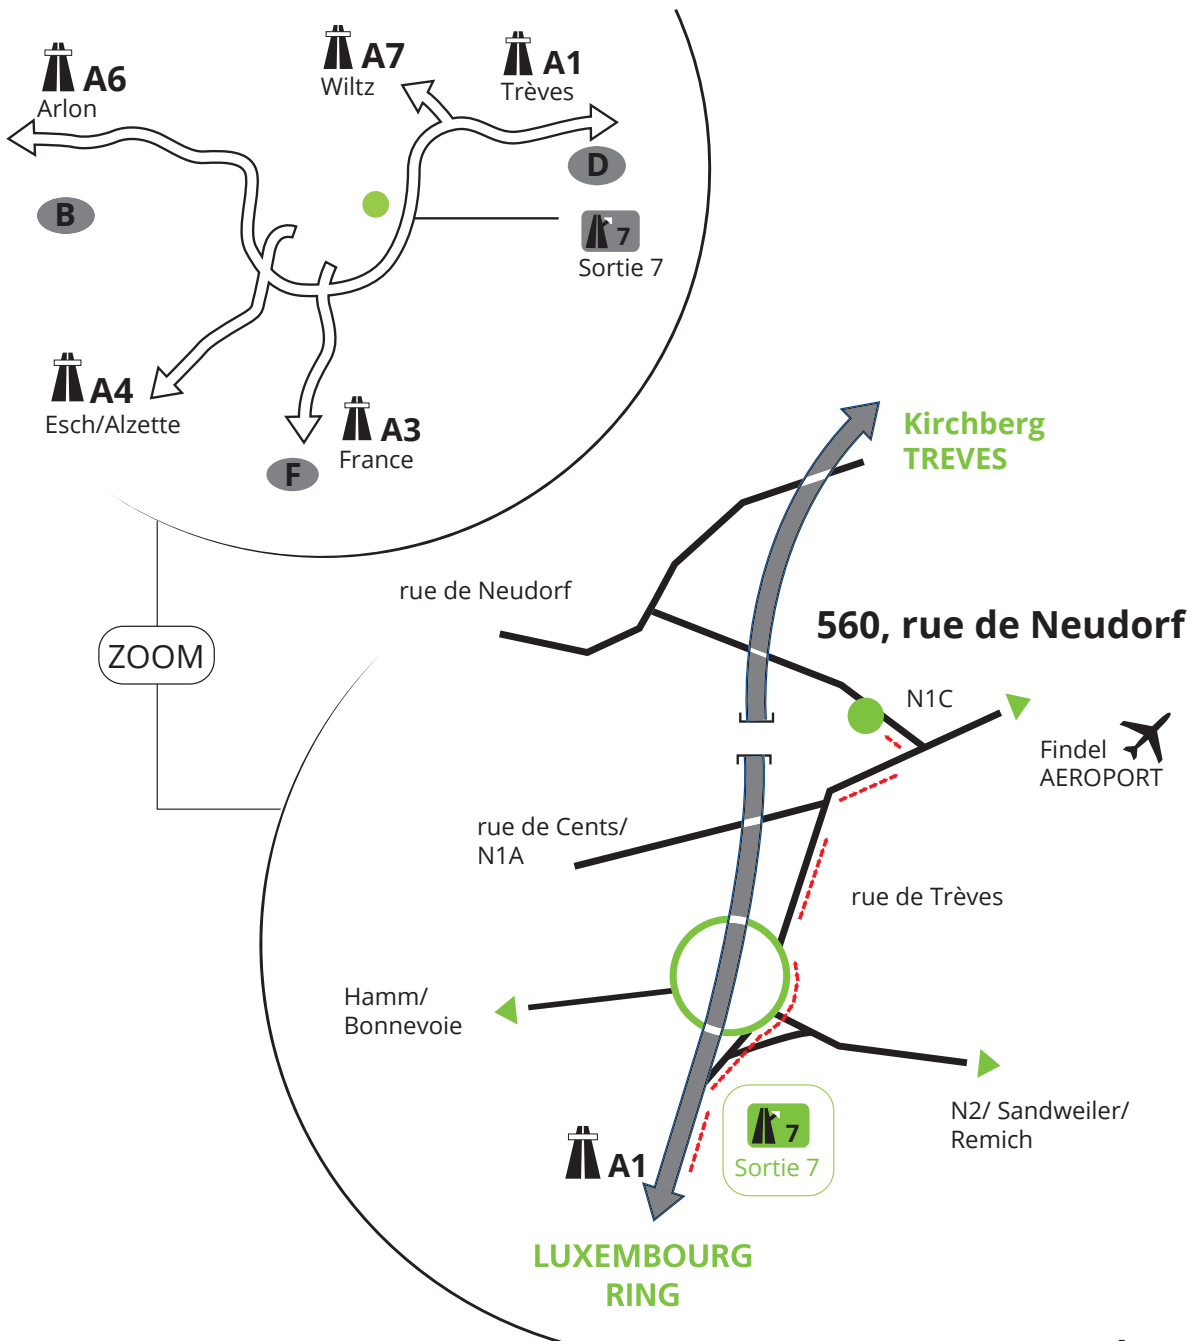 A7
Wiltz
A1
Trèves
A6
Arlon
D
B
7
Sortie 7
A4
Esch/Alzette
A3
France
F
Kirchberg
TREVES
rue de Neudorf
560, rue de Neudorf
ZOOM
N1C
Findel
AEROPORT
rue de Cents/
N1A
rue de Trèves
Hamm/
Bonnevoie
N2/ Sandweiler/
Remich
7
Sortie 7
A1
LUXEMBOURG
RING